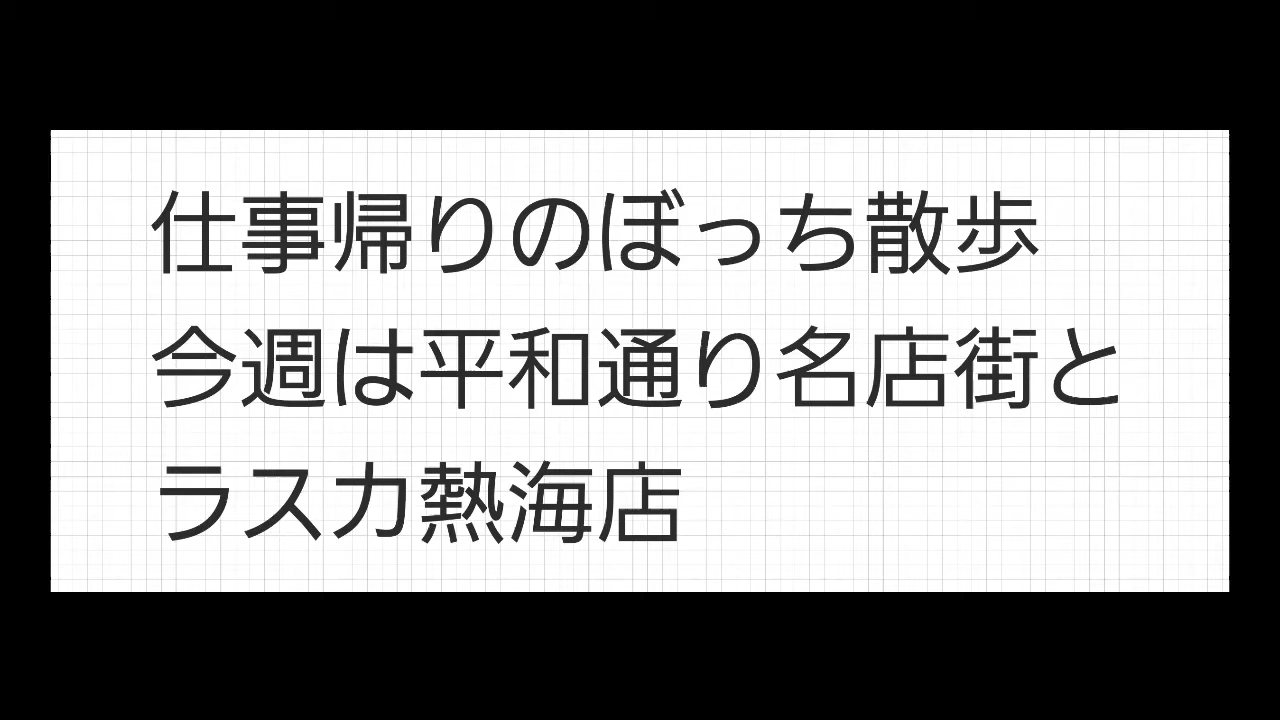 仕事帰りのぼっち散歩
今週は平和通り名店街と
ラスカ熱海店